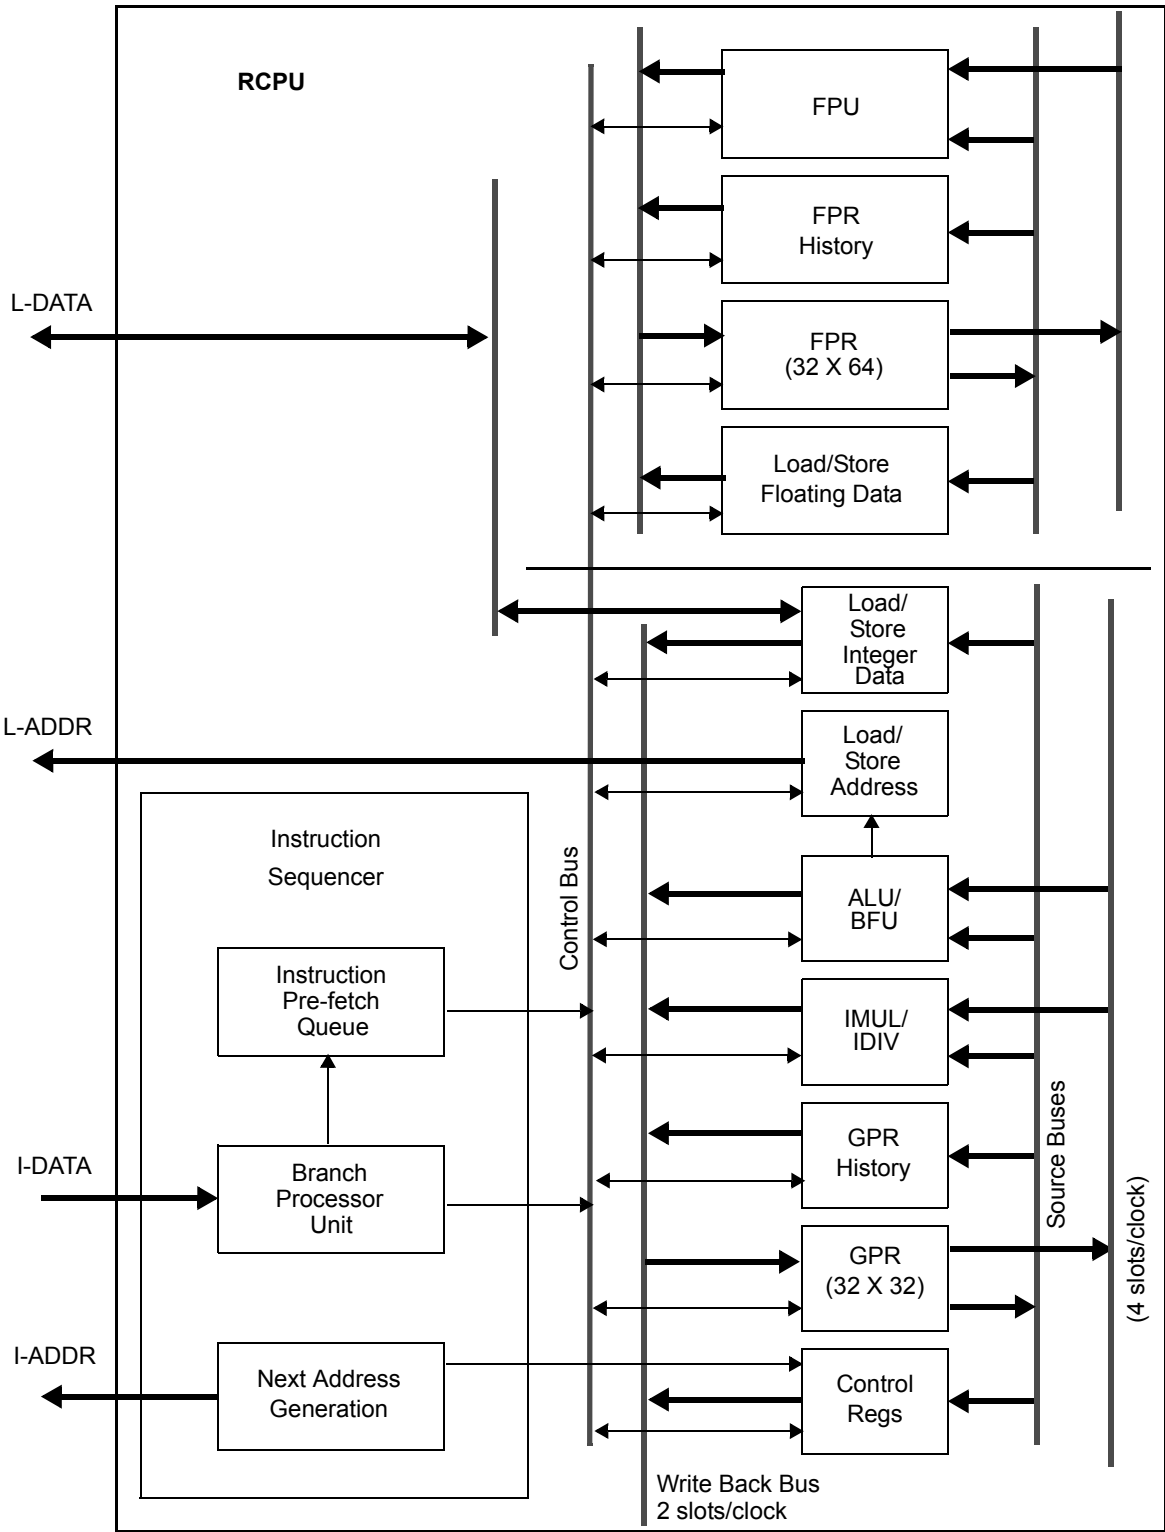 RCPU
FPU
FPR
History
L-DATA
FPR
(32 X 64)
Load/Store
Floating Data
Load/
Store
Integer
Data
L-ADDR
Load/
Store
Address
Instruction
Sequencer
Control Bus
ALU/
BFU
Instruction
Pre-fetch
Queue
IMUL/
IDIV
Source Buses
(4 slots/clock)
GPR
History
I-DATA
Branch
Processor
Unit
GPR
(32 X 32)
I-ADDR
Next Address
Generation
Control
Regs
Write Back Bus
2 slots/clock